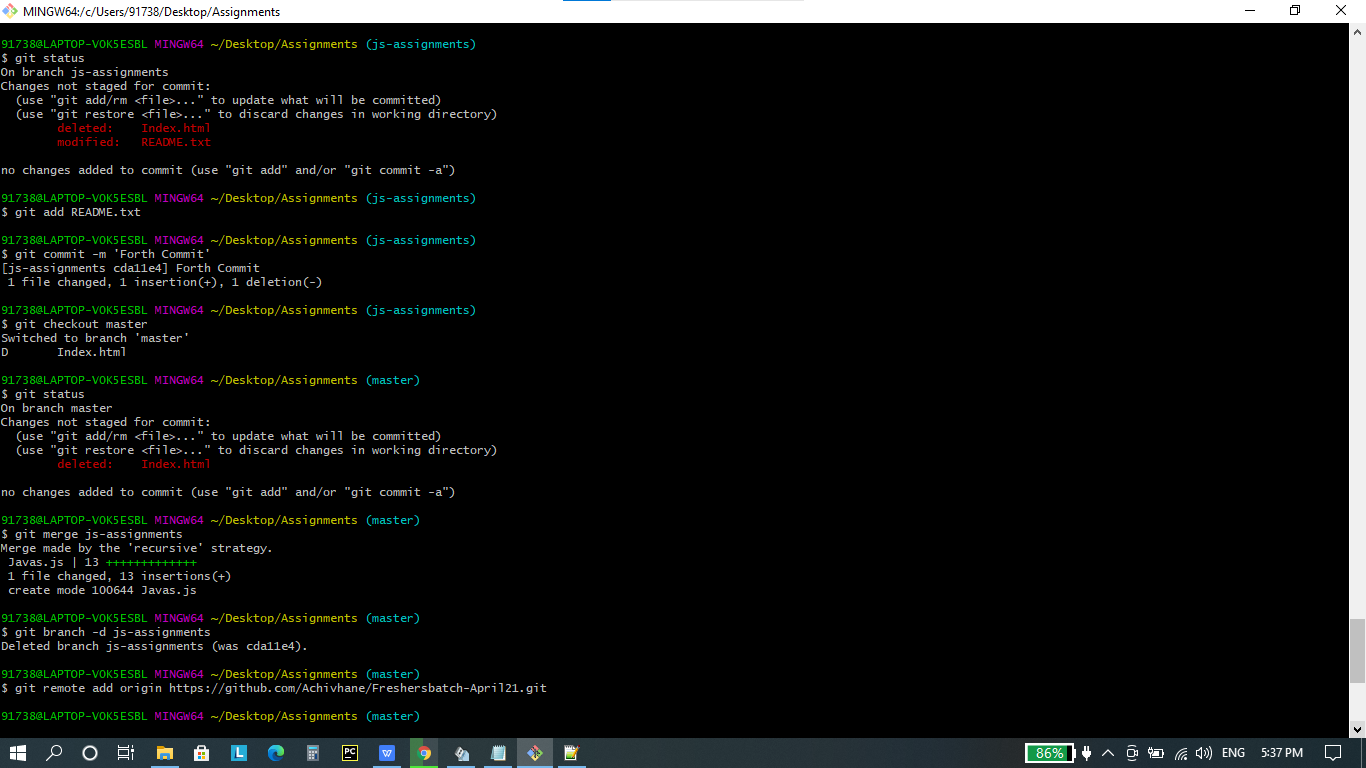 MINGW64:/c/Users/91738/Desktop/Assignments
91738@LAPTOP-VOK5ESBL MINGW64 ~/Desktop/Assignments (js-assignments)
$ git status
On branch js-assignments
Changes not staged for commit:
  (use "git add/rm <file>..." to update what will be committed)
  (use "git restore <file>..." to discard changes in working directory)
        deleted:    Index.html
        modified:   README.txt
no changes added to commit (use "git add" and/or "git commit -a")
91738@LAPTOP-VOK5ESBL MINGW64 ~/Desktop/Assignments (js-assignments)
$ git add README.txt
91738@LAPTOP-VOK5ESBL MINGW64 ~/Desktop/Assignments (js-assignments)
$ git commit -m 'Forth Commit'
[js-assignments cda11e4] Forth Commit
 1 file changed, 1 insertion(+), 1 deletion(-)
91738@LAPTOP-VOK5ESBL MINGW64 ~/Desktop/Assignments (js-assignments)
$ git checkout master
Switched to branch 'master'
D       Index.html
91738@LAPTOP-VOK5ESBL MINGW64 ~/Desktop/Assignments (master)
$ git status
On branch master
Changes not staged for commit:
  (use "git add/rm <file>..." to update what will be committed)
  (use "git restore <file>..." to discard changes in working directory)
        deleted:    Index.html
no changes added to commit (use "git add" and/or "git commit -a")
91738@LAPTOP-VOK5ESBL MINGW64 ~/Desktop/Assignments (master)
$ git merge js-assignments
Merge made by the 'recursive' strategy.
 Javas.js | 13 +++++++++++++
 1 file changed, 13 insertions(+)
 create mode 100644 Javas.js
91738@LAPTOP-VOK5ESBL MINGW64 ~/Desktop/Assignments (master)
$ git branch -d js-assignments
Deleted branch js-assignments (was cda11e4).
91738@LAPTOP-VOK5ESBL MINGW64 ~/Desktop/Assignments (master)
$ git remote add origin https://github.com/Achivhane/Freshersbatch-April21.git
91738@LAPTOP-VOK5ESBL MINGW64 ~/Desktop/Assignments (master)
L PC W 86% ENG 5:37 PM